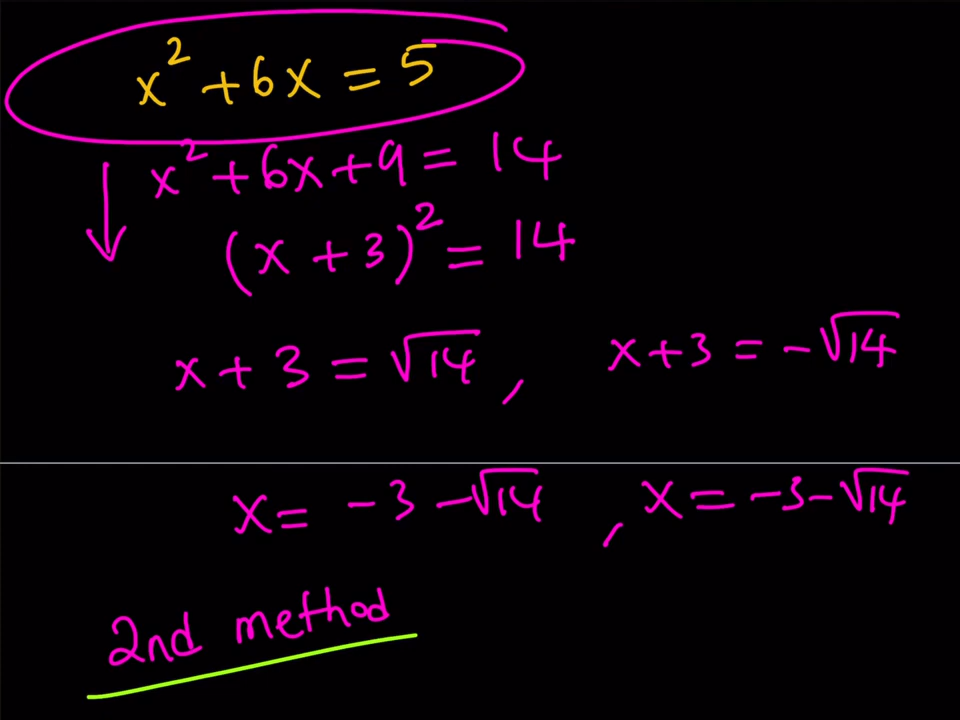 x² + 6x = 5
x² + 6x + 9 = 14
(x + 3)² = 14
x + 3 = √14 , x + 3 = -√14
x = -3 - √14 , x = -3 - √14
2nd method